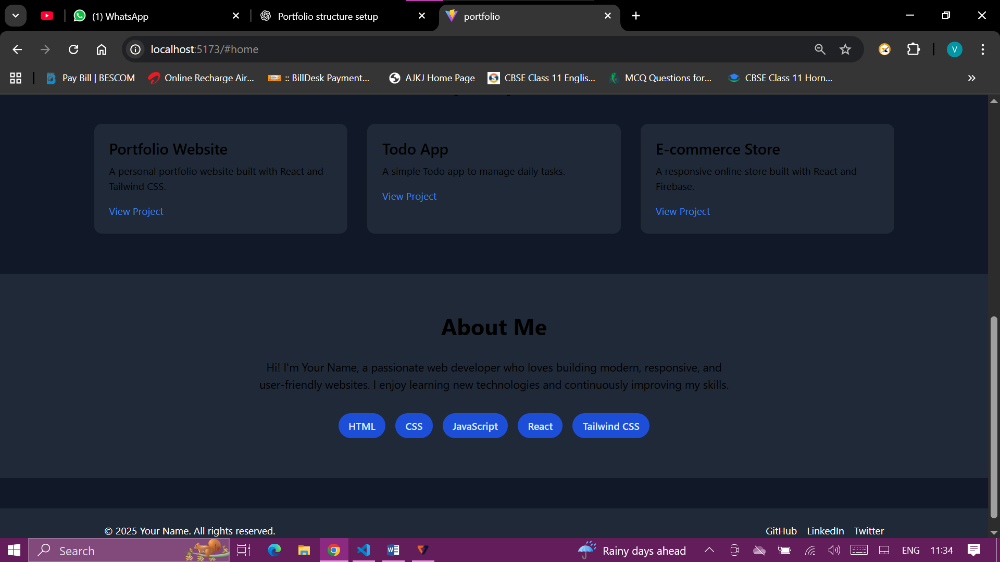 (1) WhatsApp
Portfolio structure setup
portfolio
localhost:5173/#home
V
Pay Bill | BESCOM
Online Recharge Air...
:: BillDesk Payment...
AJKJ Home Page
CBSE Class 11 Englis...
MCQ Questions for...
CBSE Class 11 Horn...
Portfolio Website
A personal portfolio website built with React and
Tailwind CSS.
View Project
Todo App
A simple Todo app to manage daily tasks.
View Project
E-commerce Store
A responsive online store built with React and
Firebase.
View Project
About Me
Hi! I'm Your Name, a passionate web developer who loves building modern, responsive, and
user-friendly websites. I enjoy learning new technologies and continuously improving my skills.
HTML
CSS
JavaScript
React
Tailwind CSS
© 2025 Your Name. All rights reserved.
GitHub
LinkedIn
Twitter
Search
Rainy days ahead
ENG
11:34